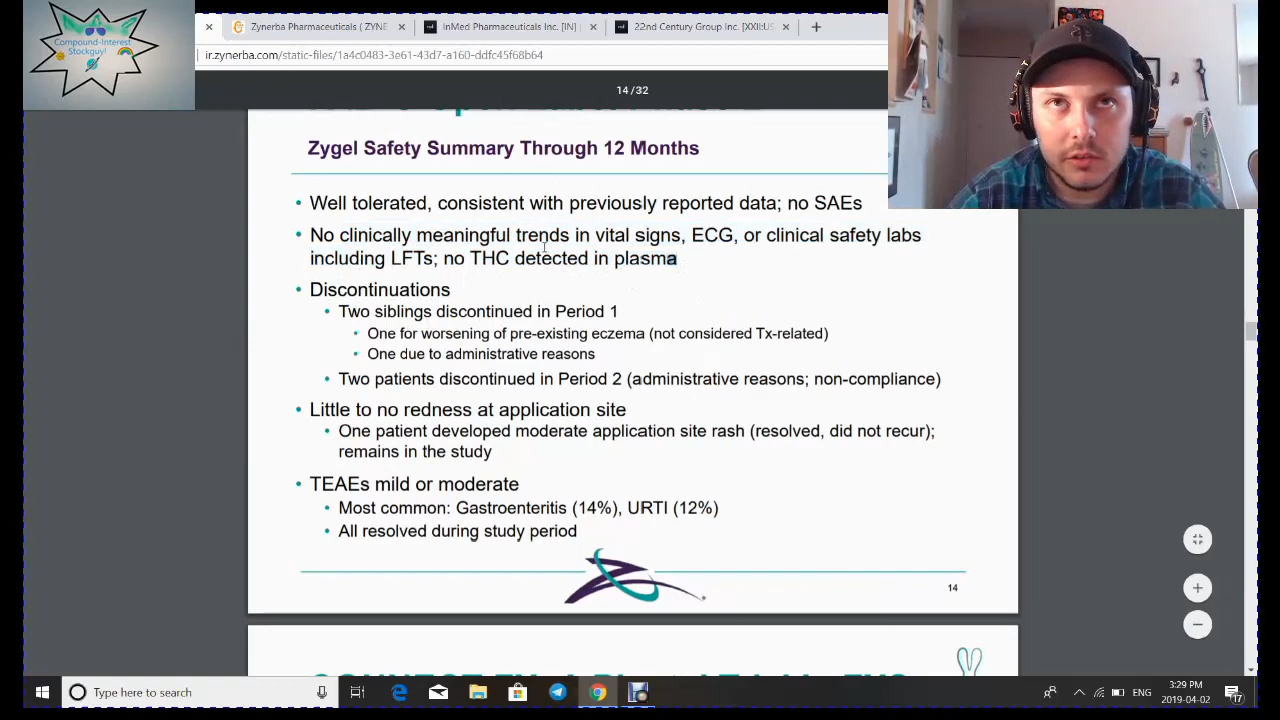 Compound-Interest
Stockguy!
Zynerba Pharmaceuticals ( ZYNE
InMed Pharmaceuticals Inc. [IN]
22nd Century Group Inc. [XXII:US
ir.zynerba.com/static-files/1a4c0483-3e61-43d7-a160-ddfc45f68b64
14 / 32
Zygel Safety Summary Through 12 Months
• Well tolerated, consistent with previously reported data; no SAEs
• No clinically meaningful trends in vital signs, ECG, or clinical safety labs
including LFTs; no THC detected in plasma
• Discontinuations
• Two siblings discontinued in Period 1
• One for worsening of pre-existing eczema (not considered Tx-related)
• One due to administrative reasons
• Two patients discontinued in Period 2 (administrative reasons; non-compliance)
• Little to no redness at application site
• One patient developed moderate application site rash (resolved, did not recur);
remains in the study
• TEAEs mild or moderate
• Most common: Gastroenteritis (14%), URTI (12%)
• All resolved during study period
14
Type here to search
ENG
3:29 PM
2019-04-02
17